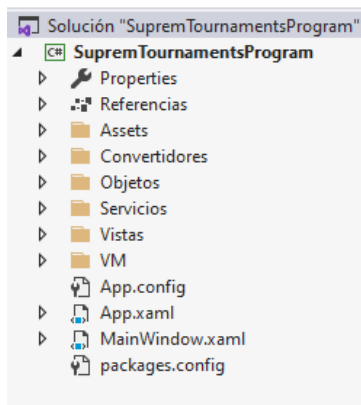 Solución "SupremTournamentsProgram"
C# SupremTournamentsProgram
Properties
Referencias
Assets
Convertidores
Objetos
Servicios
Vistas
VM
App.config
App.xaml
MainWindow.xaml
packages.config